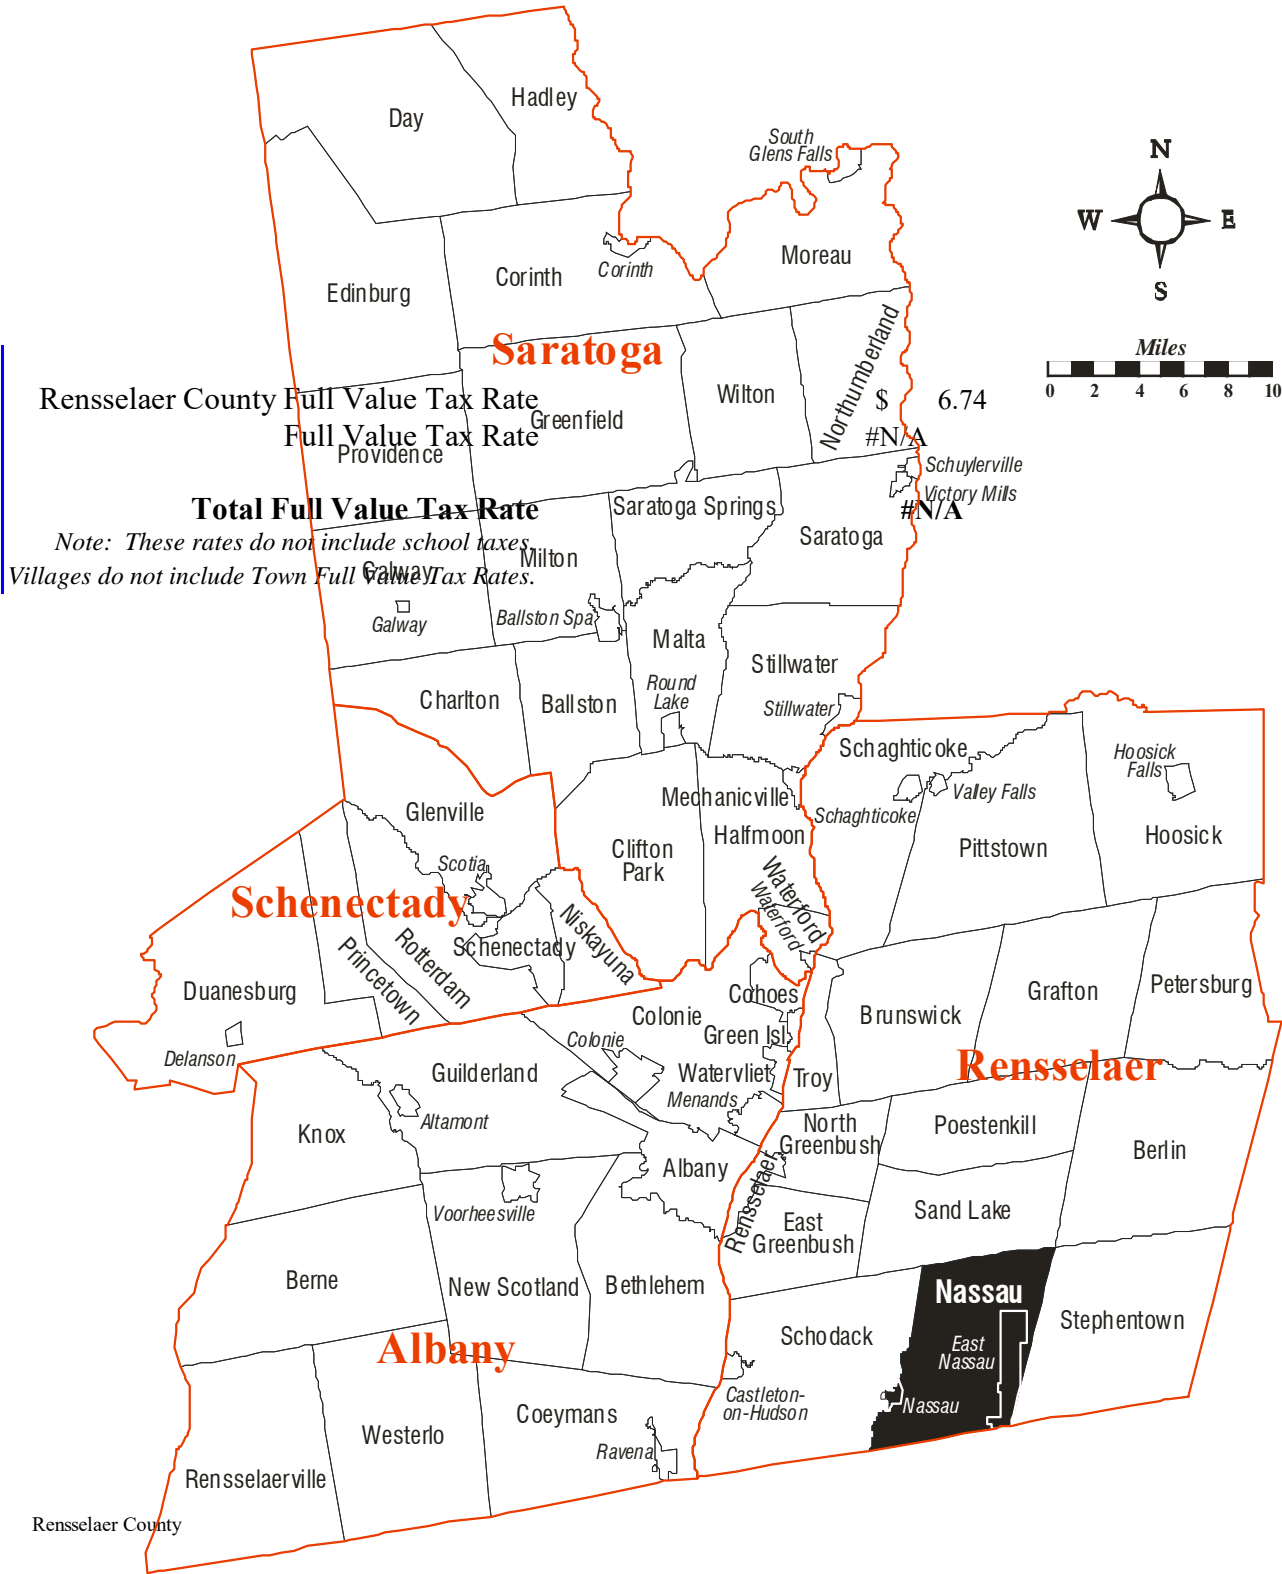 Hadley
Day
South
Glens Falls
N
W
E
S
Moreau
Corinth
Corinth
Edinburg
Northumberland
Saratoga
Miles
0 2 4 6 8 10
Wilton
Rensselaer County Full Value Tax Rate $ 6.74
Greenfield
Full Value Tax Rate #N/A
Providence
Schuylerville
Victory Mills
Saratoga Springs
Total Full Value Tax Rate #N/A
Saratoga
Note: These rates do not include school taxes.
Milton
Galway
Villages do not include Town Full Value Tax Rates.
Galway
Ballston Spa
Malta
Stillwater
Round
Lake
Charlton
Ballston
Stillwater
Schaghticoke
Hoosick
Falls
Mechanicville
Valley Falls
Glenville
Schaghticoke
Halfmoon
Hoosick
Clifton
Park
Pittstown
Scotia
Waterford
Waterford
Schenectady
Niskayuna
Schenectady
Rotterdam
Princetown
Duanesburg
Cohoes
Grafton
Petersburg
Colonie
Brunswick
Green Isl
Colonie
Delanson
Rensselaer
Guilderland
Watervliet
Troy
Menands
Altamont
North
Greenbush
Poestenkill
Knox
Berlin
Albany
Rensselaer
Voorheesville
Sand Lake
East
Greenbush
Berne
New Scotland
Bethlehem
Nassau
Stephentown
Schodack
Albany
East
Nassau
Castleton-
on-Hudson
Nassau
Coeymans
Westerlo
Ravena
Rensselaerville
Rensselaer County